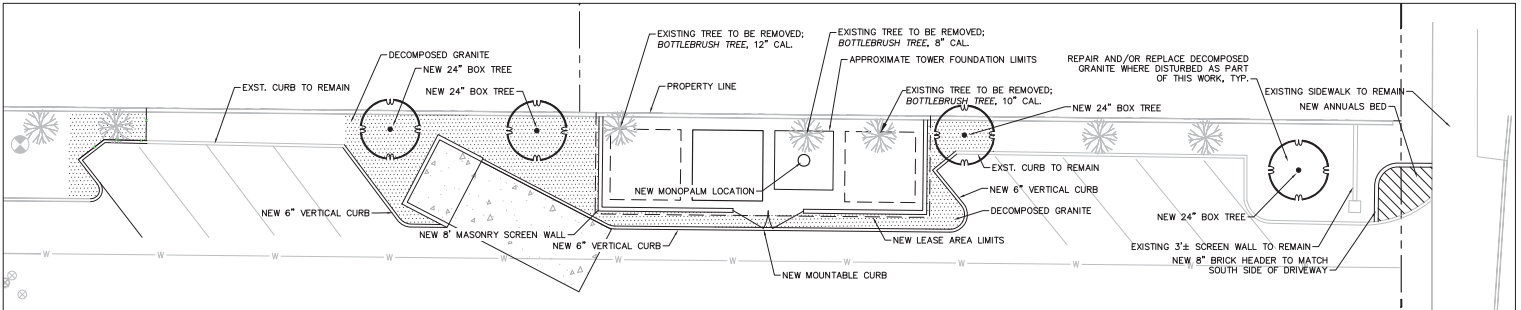 EXISTING TREE TO BE REMOVED;
BOTTLEBRUSH TREE, 12" CAL.
EXISTING TREE TO BE REMOVED;
BOTTLEBRUSH TREE, 8" CAL.
APPROXIMATE TOWER FOUNDATION LIMITS
DECOMPOSED GRANITE
NEW 24" BOX TREE
NEW 24" BOX TREE
EXST. CURB TO REMAIN
PROPERTY LINE
EXISTING TREE TO BE REMOVED;
BOTTLEBRUSH TREE, 10" CAL.
REPAIR AND/OR REPLACE DECOMPOSED
GRANITE WHERE DISTURBED AS PART
OF THIS WORK, TYP.
EXISTING SIDEWALK TO REMAIN
NEW ANNUALS BED
NEW 24" BOX TREE
EXST. CURB TO REMAIN
NEW MONOPALM LOCATION
NEW 6" VERTICAL CURB
DECOMPOSED GRANITE
NEW 6" VERTICAL CURB
NEW 24" BOX TREE
NEW 8' MASONRY SCREEN WALL
NEW 6" VERTICAL CURB
NEW LEASE AREA LIMITS
EXISTING 3'± SCREEN WALL TO REMAIN
NEW 8" BRICK HEADER TO MATCH
SOUTH SIDE OF DRIVEWAY
NEW MOUNTABLE CURB
W W W W W W W W W W W W